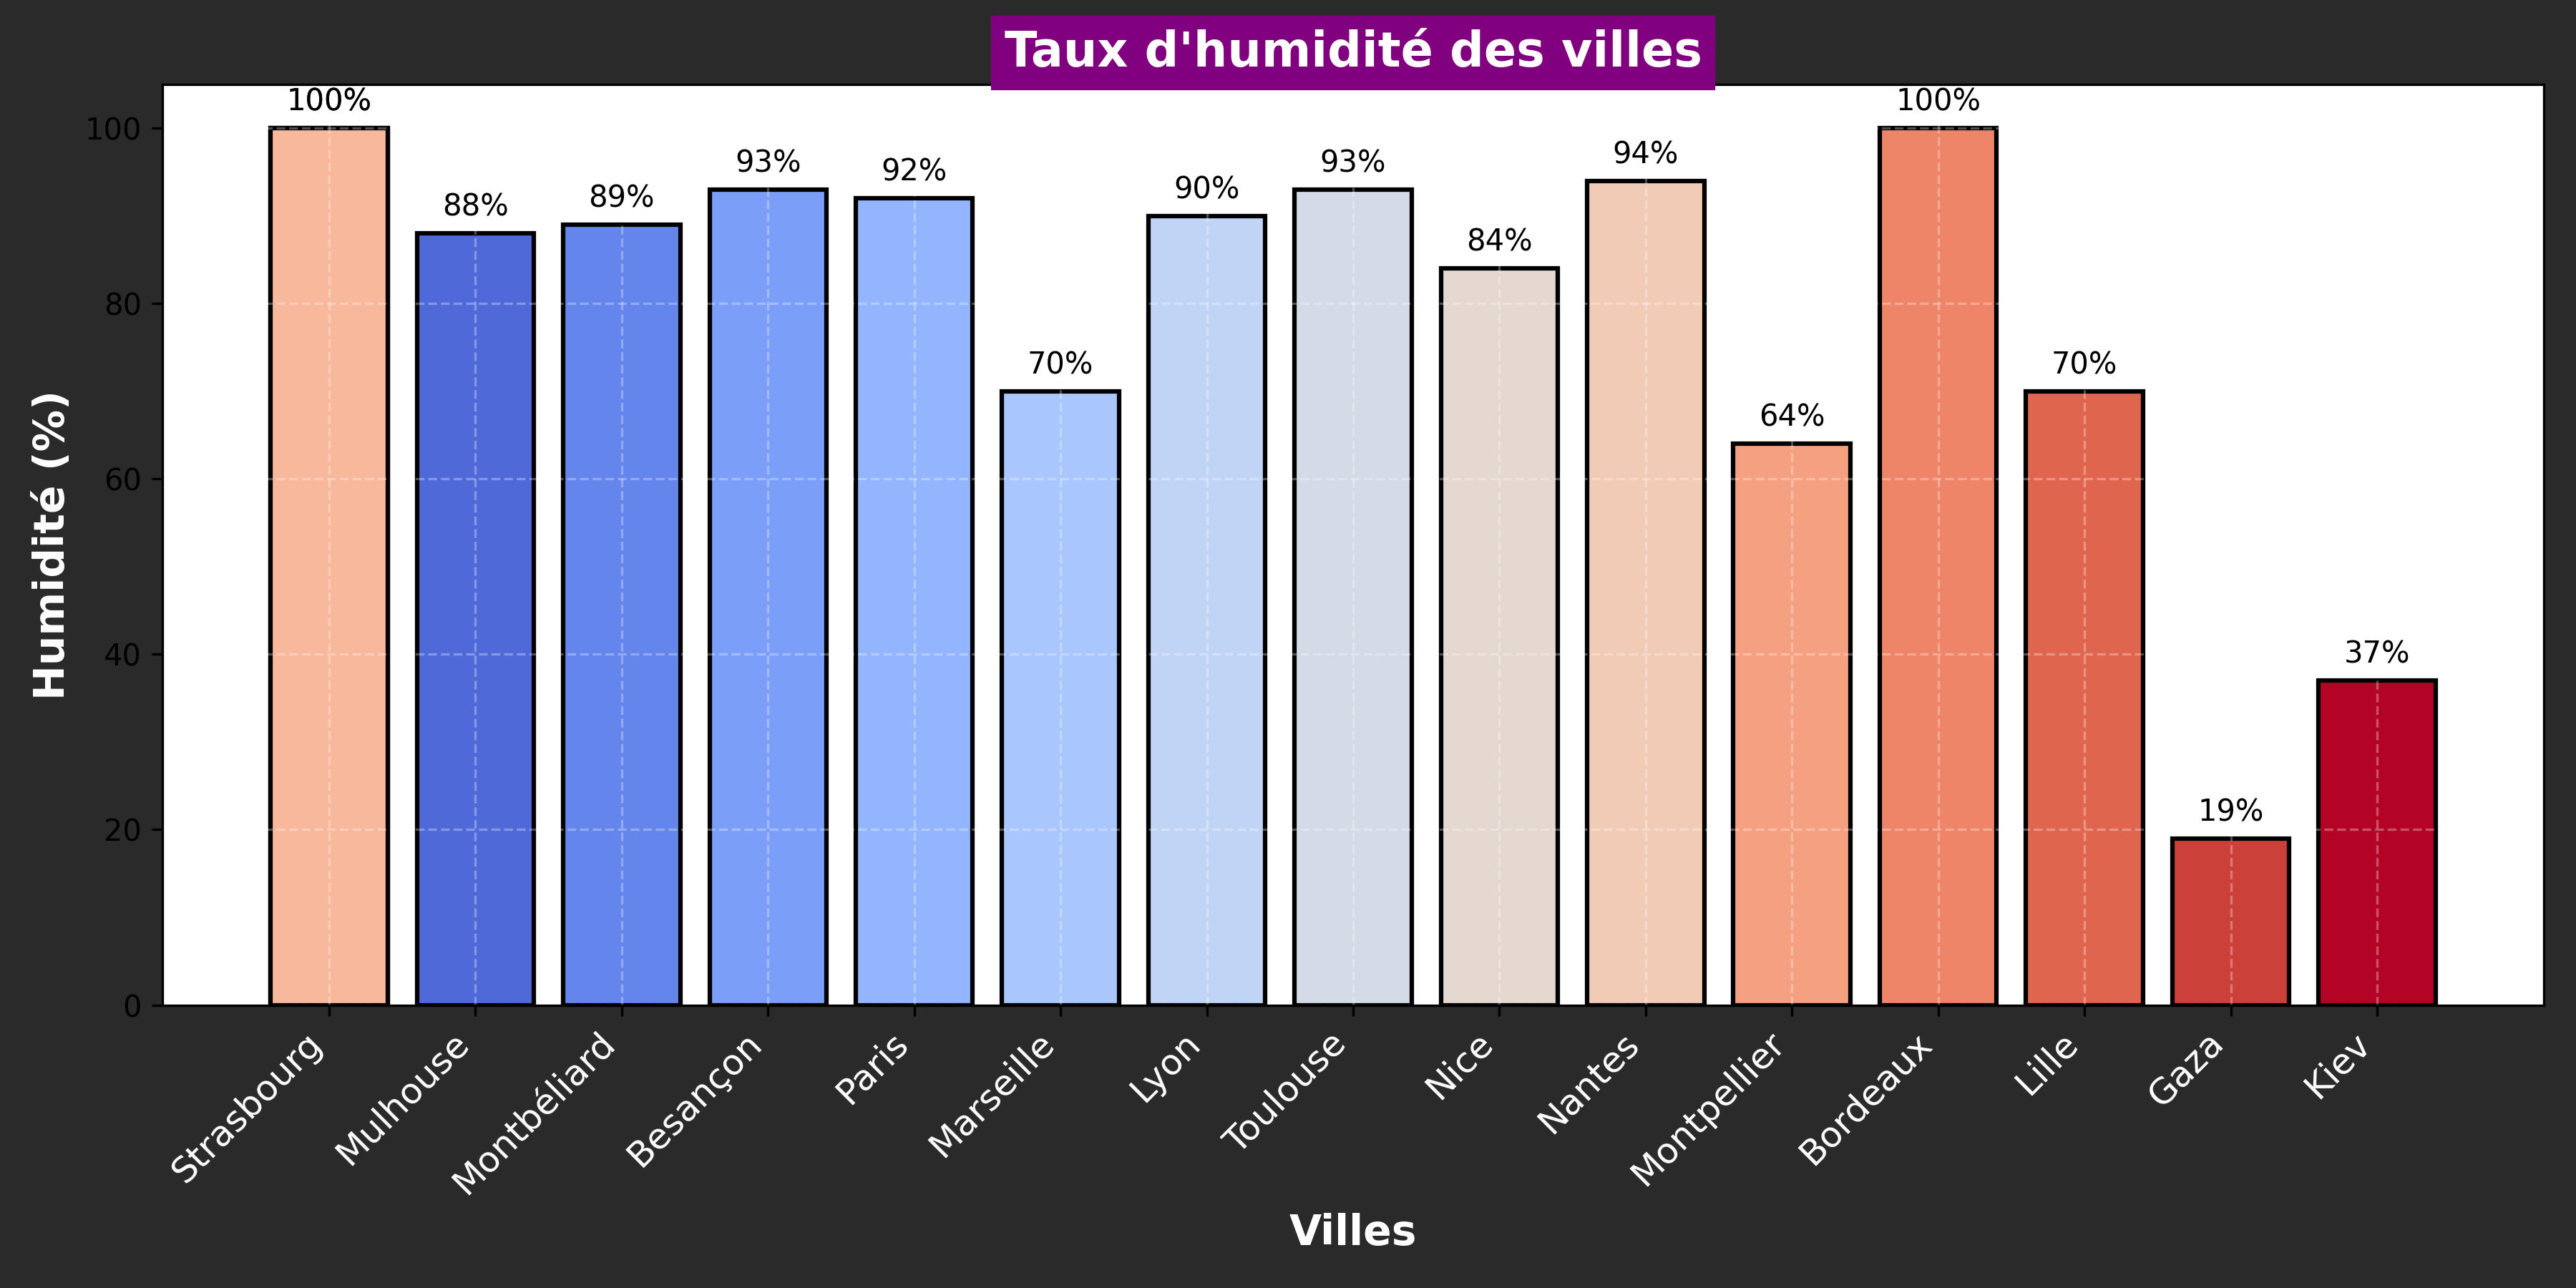 Taux d'humidité des villes
100%
88%
89%
93%
92%
70%
90%
93%
84%
94%
64%
100%
70%
19%
37%
Humidité (%)
100
80
60
40
20
0
Strasbourg
Mulhouse
Montbéliard
Besançon
Paris
Marseille
Lyon
Toulouse
Nice
Nantes
Montpellier
Bordeaux
Lille
Gaza
Kiev
Villes